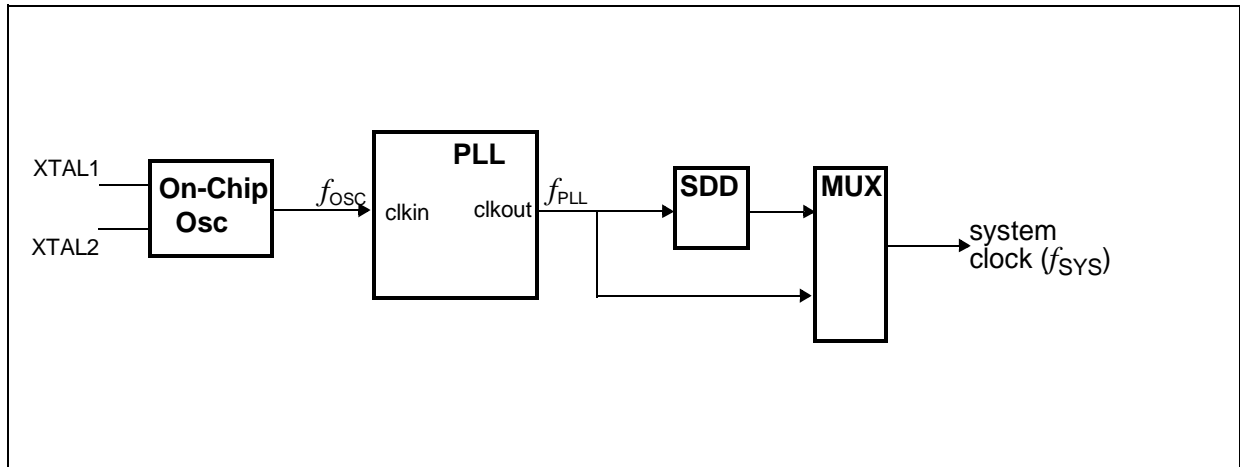 XTAL1
XTAL2
On-Chip
Osc
fOSC
PLL
clkin
clkout
fPLL
SDD
MUX
system
clock (fSYS)